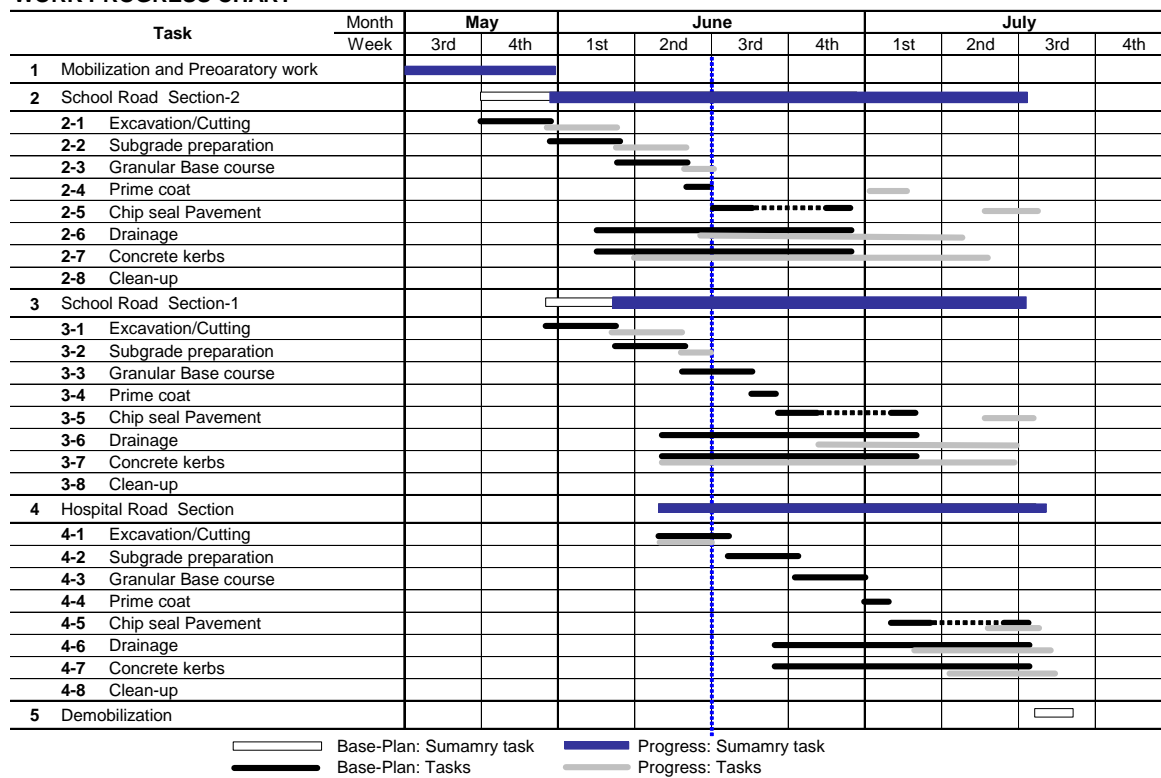 WORK PROGRESS CHART
Task Month May June July
Week 3rd 4th 1st 2nd 3rd 4th 1st 2nd 3rd 4th
1 Mobilization and Preoaratory work
2 School Road Section-2
2-1 Excavation/Cutting
2-2 Subgrade preparation
2-3 Granular Base course
2-4 Prime coat
2-5 Chip seal Pavement
2-6 Drainage
2-7 Concrete kerbs
2-8 Clean-up
3 School Road Section-1
3-1 Excavation/Cutting
3-2 Subgrade preparation
3-3 Granular Base course
3-4 Prime coat
3-5 Chip seal Pavement
3-6 Drainage
3-7 Concrete kerbs
3-8 Clean-up
4 Hospital Road Section
4-1 Excavation/Cutting
4-2 Subgrade preparation
4-3 Granular Base course
4-4 Prime coat
4-5 Chip seal Pavement
4-6 Drainage
4-7 Concrete kerbs
4-8 Clean-up
5 Demobilization
Base-Plan: Sumamry task Progress: Sumamry task
Base-Plan: Tasks Progress: Tasks